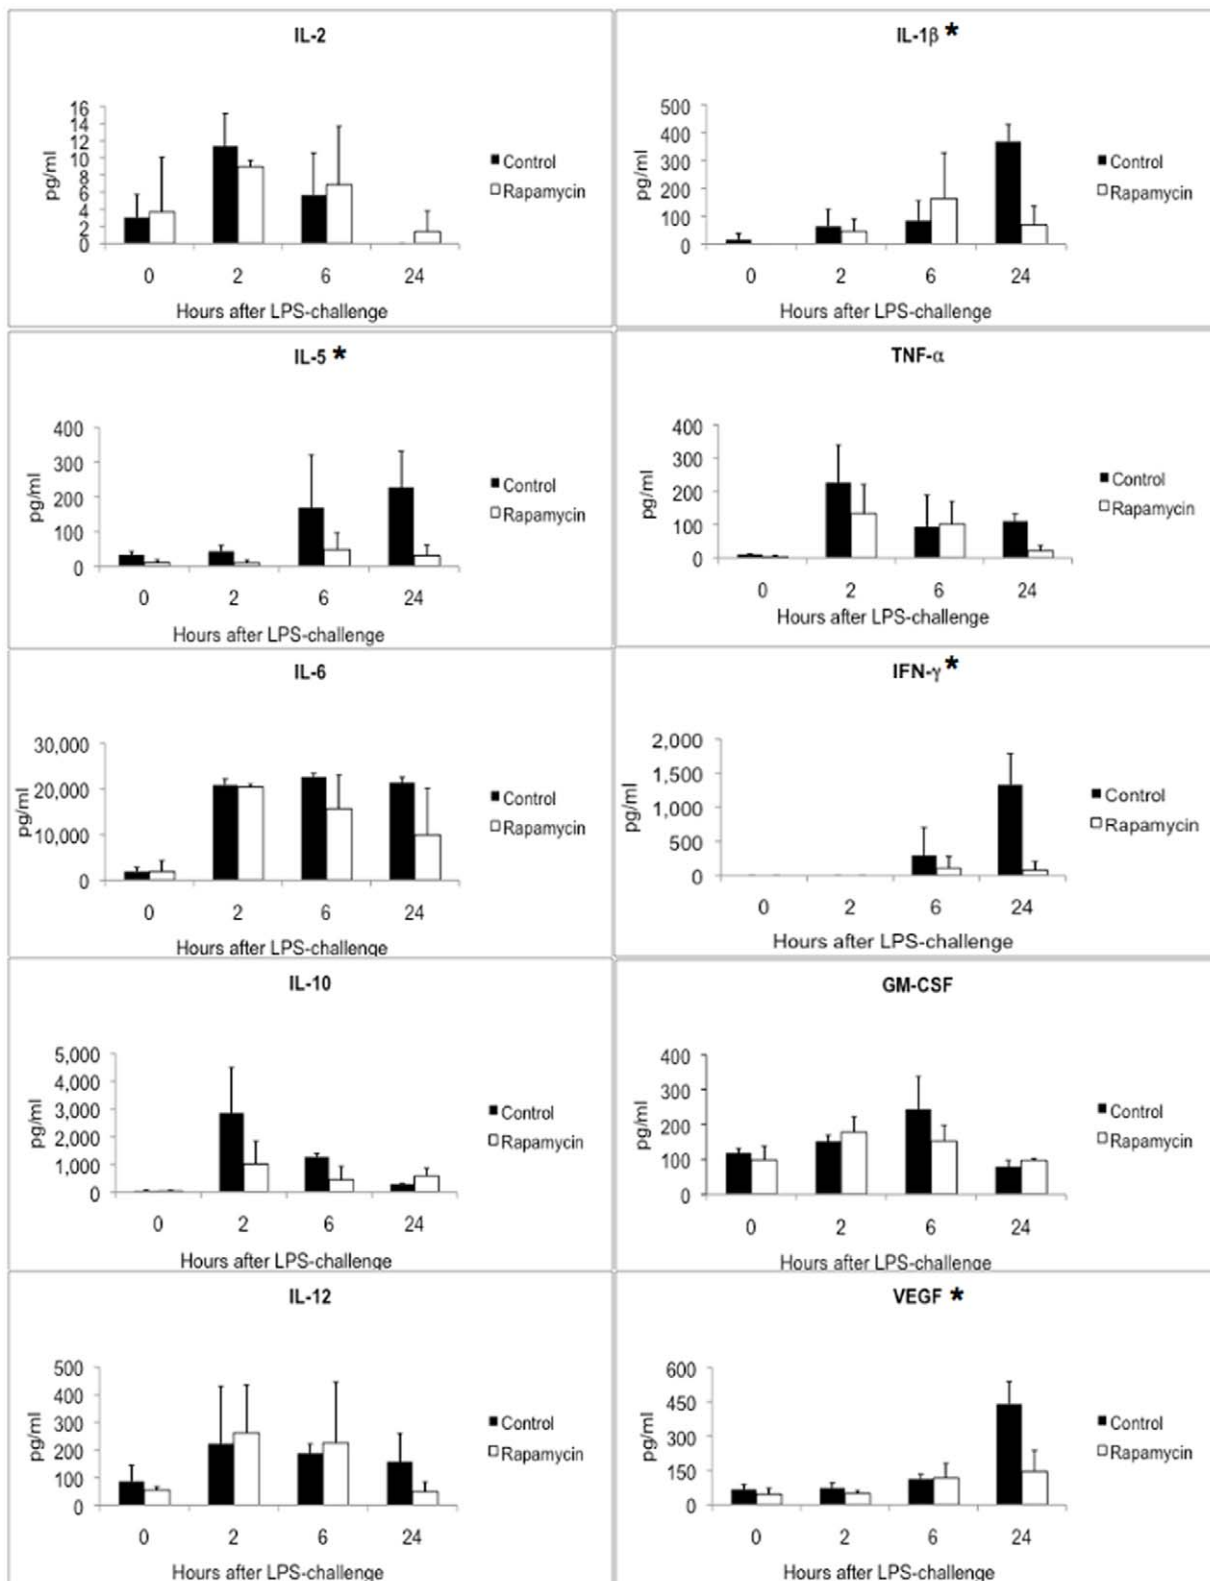 IL-2
16
14
12
10
8
6
4
2
0
pg/ml
Control
Rapamycin
0 2 6 24
Hours after LPS-challenge
IL-1β *
500
400
300
200
100
0
pg/ml
Control
Rapamycin
0 2 6 24
Hours after LPS-challenge
IL-5 *
400
300
200
100
0
pg/ml
Control
Rapamycin
0 2 6 24
Hours after LPS-challenge
TNF-α
400
300
200
100
0
pg/ml
Control
Rapamycin
0 2 6 24
Hours after LPS-challenge
IL-6
30,000
20,000
10,000
0
pg/ml
Control
Rapamycin
0 2 6 24
Hours after LPS-challenge
IFN-γ *
2,000
1,500
1,000
500
0
pg/ml
Control
Rapamycin
0 2 6 24
Hours after LPS-challenge
IL-10
5,000
4,000
3,000
2,000
1,000
0
pg/ml
Control
Rapamycin
0 2 6 24
Hours after LPS-challenge
GM-CSF
400
300
200
100
0
pg/ml
Control
Rapamycin
0 2 6 24
Hours after LPS-challenge
IL-12
500
400
300
200
100
0
pg/ml
Control
Rapamycin
0 2 6 24
Hours after LPS-challenge
VEGF *
600
450
300
150
0
pg/ml
Control
Rapamycin
0 2 6 24
Hours after LPS-challenge